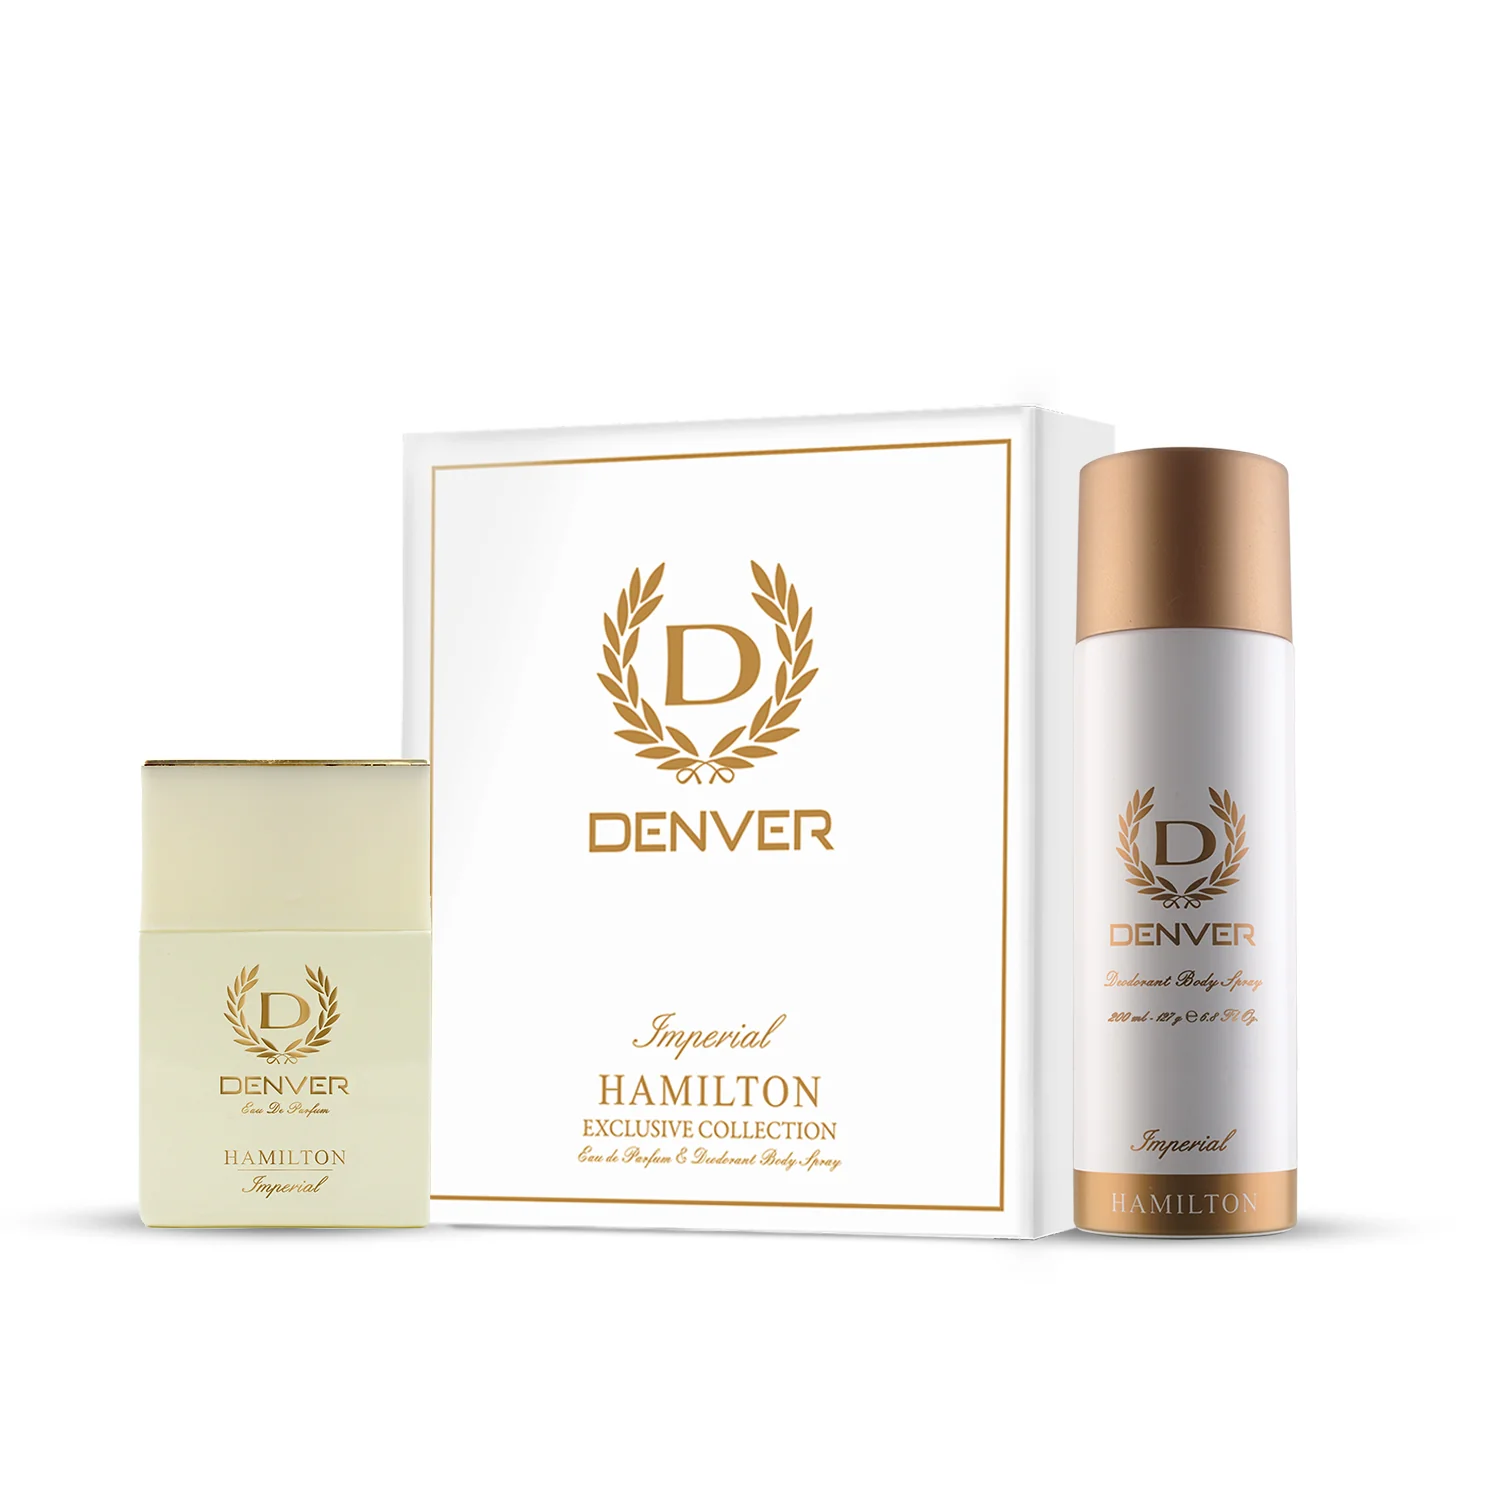 D
DENVER
Eau De Parfum
HAMILTON
Imperial
D
DENVER
Imperial
HAMILTON
EXCLUSIVE COLLECTION
Eau de Parfum & Deodorant Body Spray
D
DENVER
Deodorant Body Spray
200 ml - 127 g ℮ 6.8 Fl. Oz.
Imperial
HAMILTON